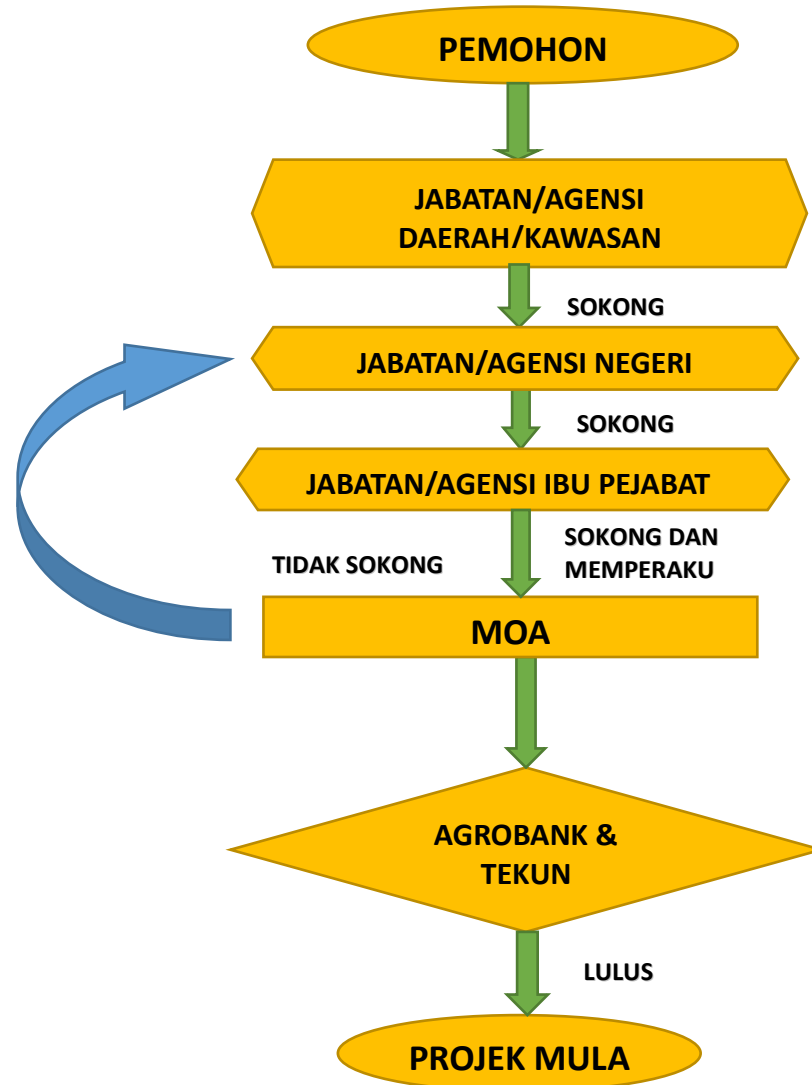 PEMOHON
JABATAN/AGENSI
DAERAH/KAWASAN
SOKONG
JABATAN/AGENSI NEGERI
SOKONG
JABATAN/AGENSI IBU PEJABAT
SOKONG DAN
MEMPERAKU
TIDAK SOKONG
MOA
AGROBANK &
TEKUN
LULUS
PROJEK MULA